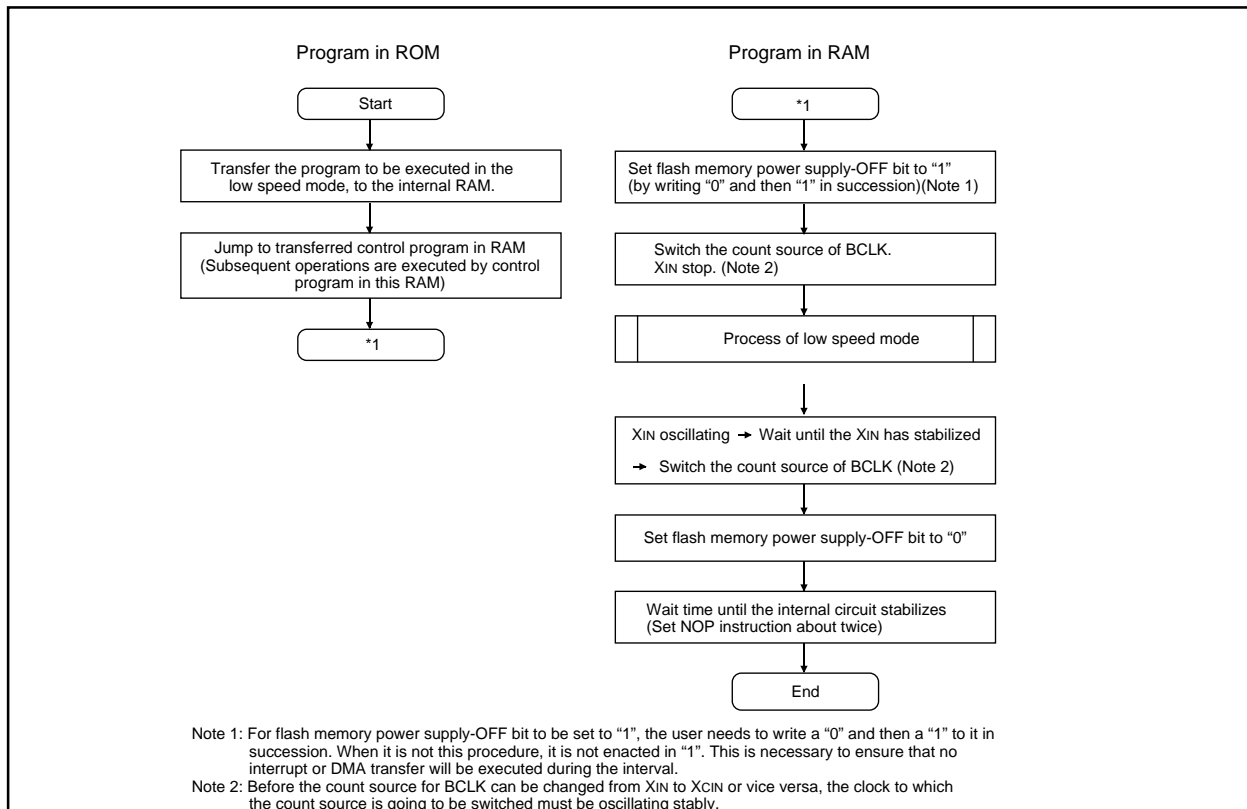 Program in ROM
Start
Transfer the program to be executed in the
low speed mode, to the internal RAM.
Jump to transferred control program in RAM
(Subsequent operations are executed by control
program in this RAM)
*1
Program in RAM
*1
Set flash memory power supply-OFF bit to “1”
(by writing “0” and then “1” in succession)(Note 1)
Switch the count source of BCLK.
XIN stop. (Note 2)
Process of low speed mode
XIN oscillating → Wait until the XIN has stabilized
→ Switch the count source of BCLK (Note 2)
Set flash memory power supply-OFF bit to “0”
Wait time until the internal circuit stabilizes
(Set NOP instruction about twice)
End
Note 1: For flash memory power supply-OFF bit to be set to “1”, the user needs to write a “0” and then a “1” to it in
succession. When it is not this procedure, it is not enacted in “1”. This is necessary to ensure that no
interrupt or DMA transfer will be executed during the interval.
Note 2: Before the count source for BCLK can be changed from XIN to XCIN or vice versa, the clock to which
the count source is going to be switched must be oscillating stably.